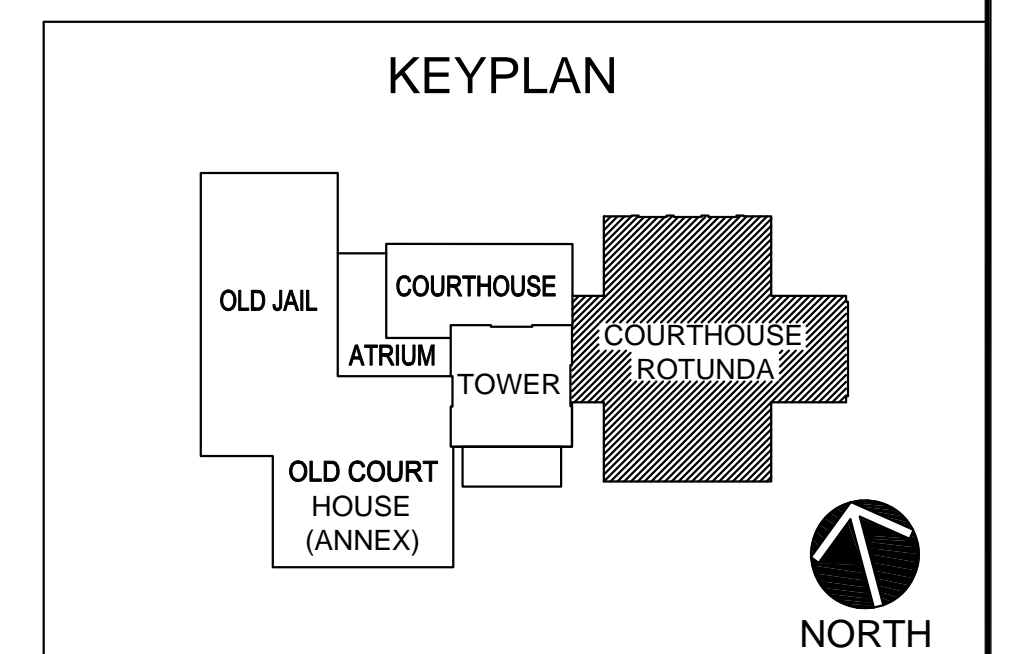 KEYPLAN
OLD JAIL
COURTHOUSE
ATRIUM
TOWER
COURTHOUSE
ROTUNDA
OLD COURT
HOUSE
(ANNEX)
NORTH